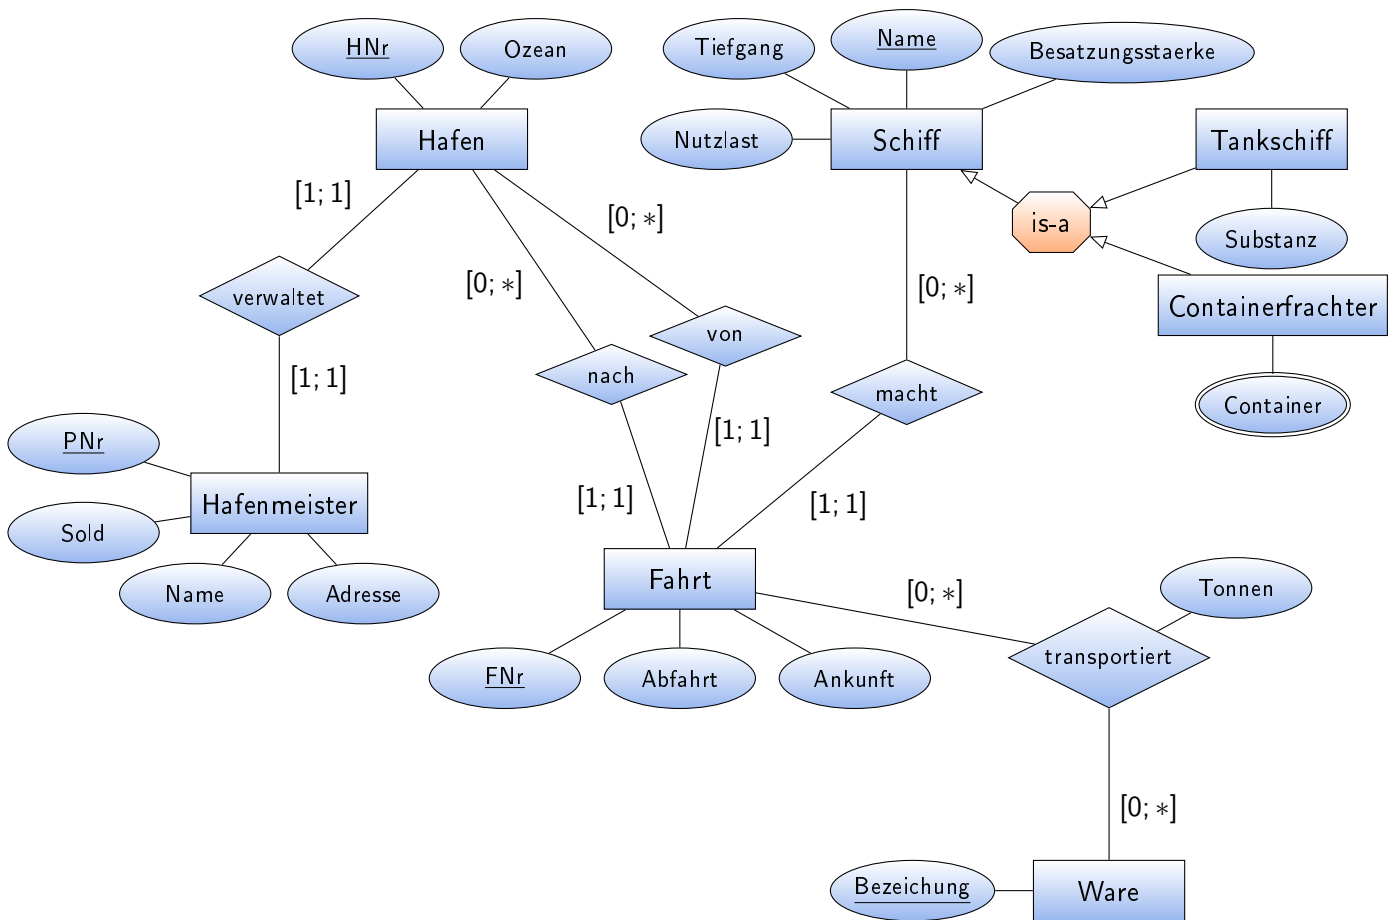 HNr
Ozean
Tiefgang
Name
Besatzungsstaerke
Hafen
Nutzlast
Schiff
Tankschiff
[1; 1]
[0; ∗]
is-a
Substanz
[0; ∗]
[0; ∗]
verwaltet
Containerfrachter
von
nach
macht
[1; 1]
Container
PNr
[1; 1]
Hafenmeister
[1; 1]
[1; 1]
Sold
Fahrt
Name
Adresse
[0; ∗]
Tonnen
transportiert
FNr
Abfahrt
Ankunft
[0; ∗]
Bezeichung
Ware